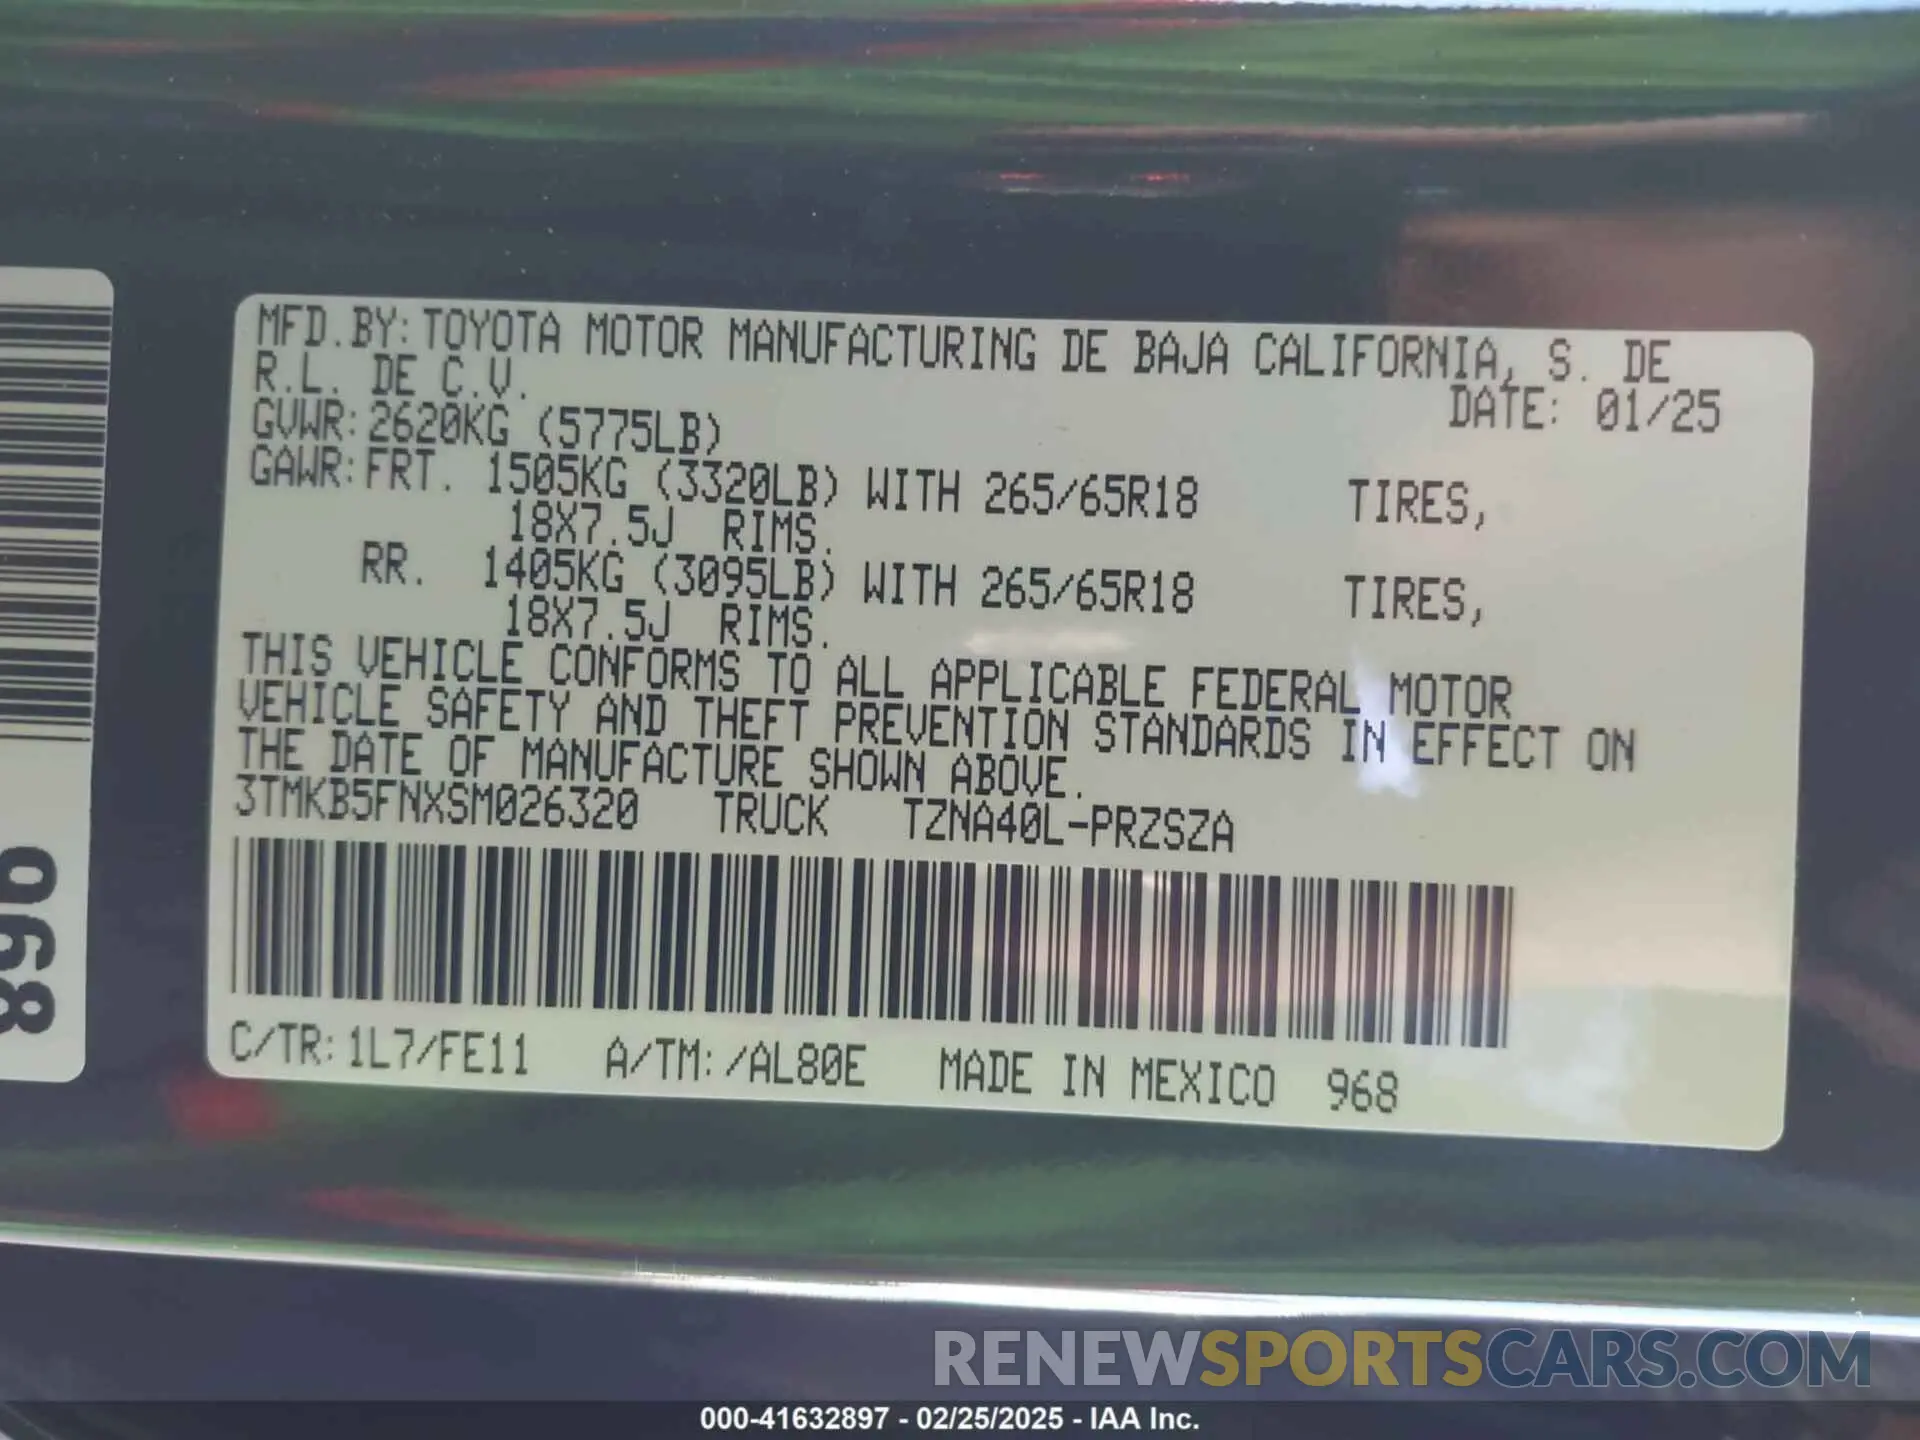 MFD.BY:TOYOTA MOTOR MANUFACTURING DE BAJA CALIFORNIA, S. DE
R.L. DE C.V.
DATE: 01/25
GVWR:2620KG (5775LB)
GAWR:FRT. 1505KG (3320LB) WITH 265/65R18 TIRES,
18X7.5J RIMS.
RR. 1405KG (3095LB) WITH 265/65R18 TIRES,
18X7.5J RIMS.
THIS VEHICLE CONFORMS TO ALL APPLICABLE FEDERAL MOTOR
VEHICLE SAFETY AND THEFT PREVENTION STANDARDS IN EFFECT ON
THE DATE OF MANUFACTURE SHOWN ABOVE.
3TMKB5FNXSM026320 TRUCK TZNA40L-PRZSZA
C/TR:1L7/FE11 A/TM:/AL80E MADE IN MEXICO 968
968
RENEWSPORTSCARS.COM
000-41632897 - 02/25/2025 - IAA Inc.